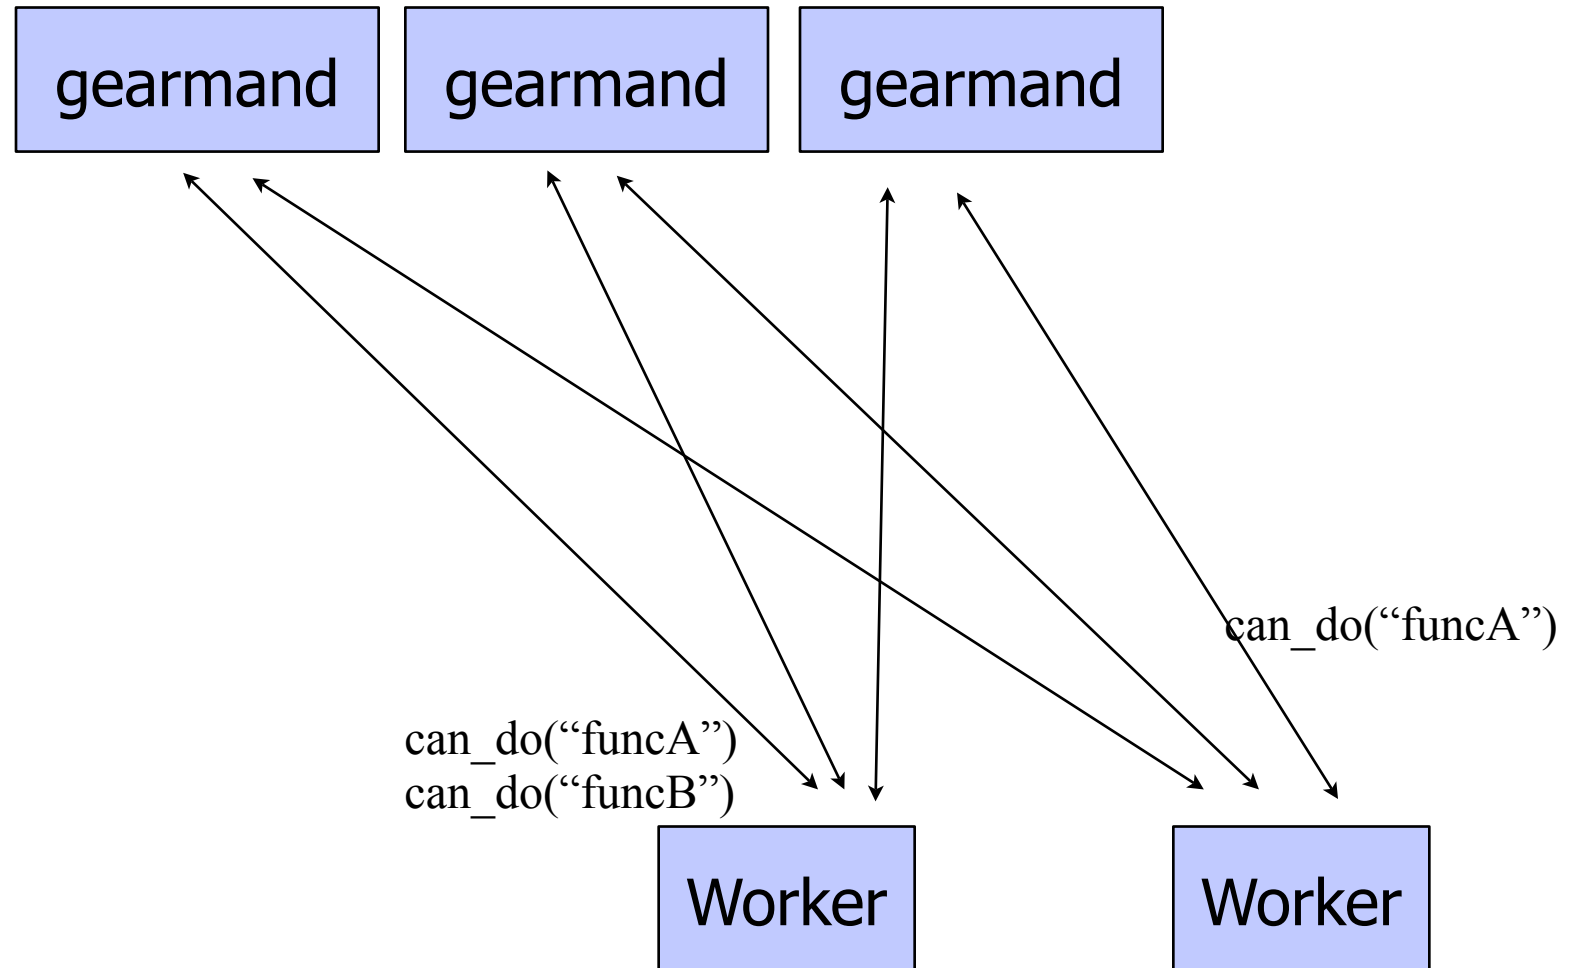 gearmand
gearmand
gearmand
can_do(“funcA”)
can_do(“funcA”)
can_do(“funcB”)
Worker
Worker